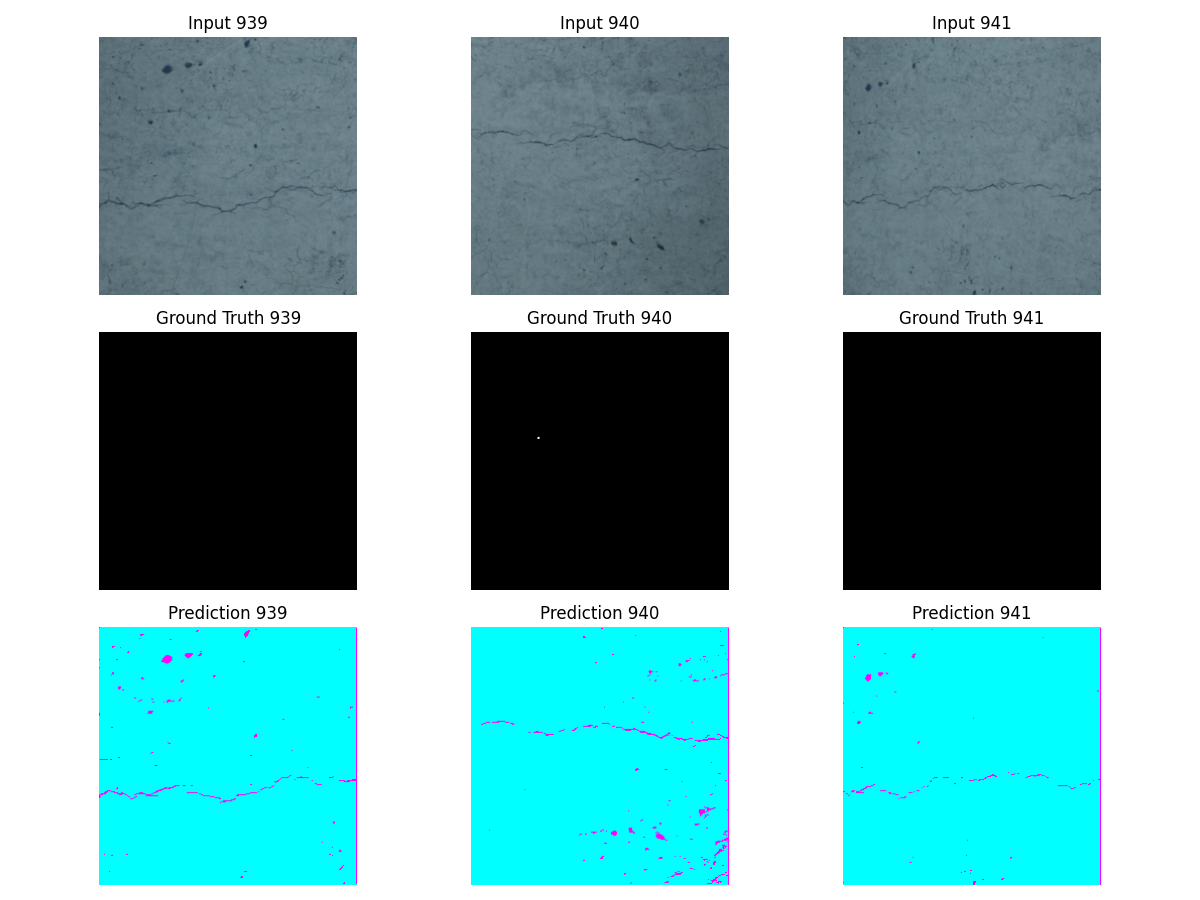 Input 939
Input 940
Input 941
Ground Truth 939
Ground Truth 940
Ground Truth 941
Prediction 939
Prediction 940
Prediction 941